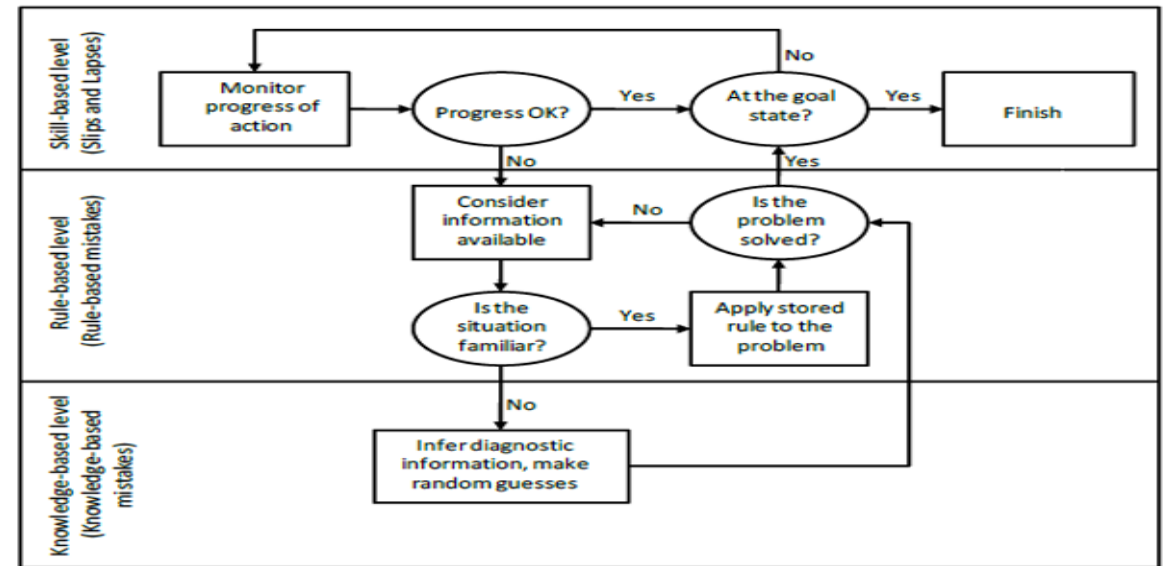 Skill-based level
(Slips and Lapses)
No
Monitor
progress of
action
Progress OK?
Yes
At the goal
state?
Yes
Finish
No
Yes
Rule-based level
(Rule-based mistakes)
Consider
information
available
No
Is the
problem
solved?
Is the
situation
familiar?
Yes
Apply stored
rule to the
problem
No
Knowledge-based level
(Knowledge-based
mistakes)
Infer diagnostic
information, make
random guesses